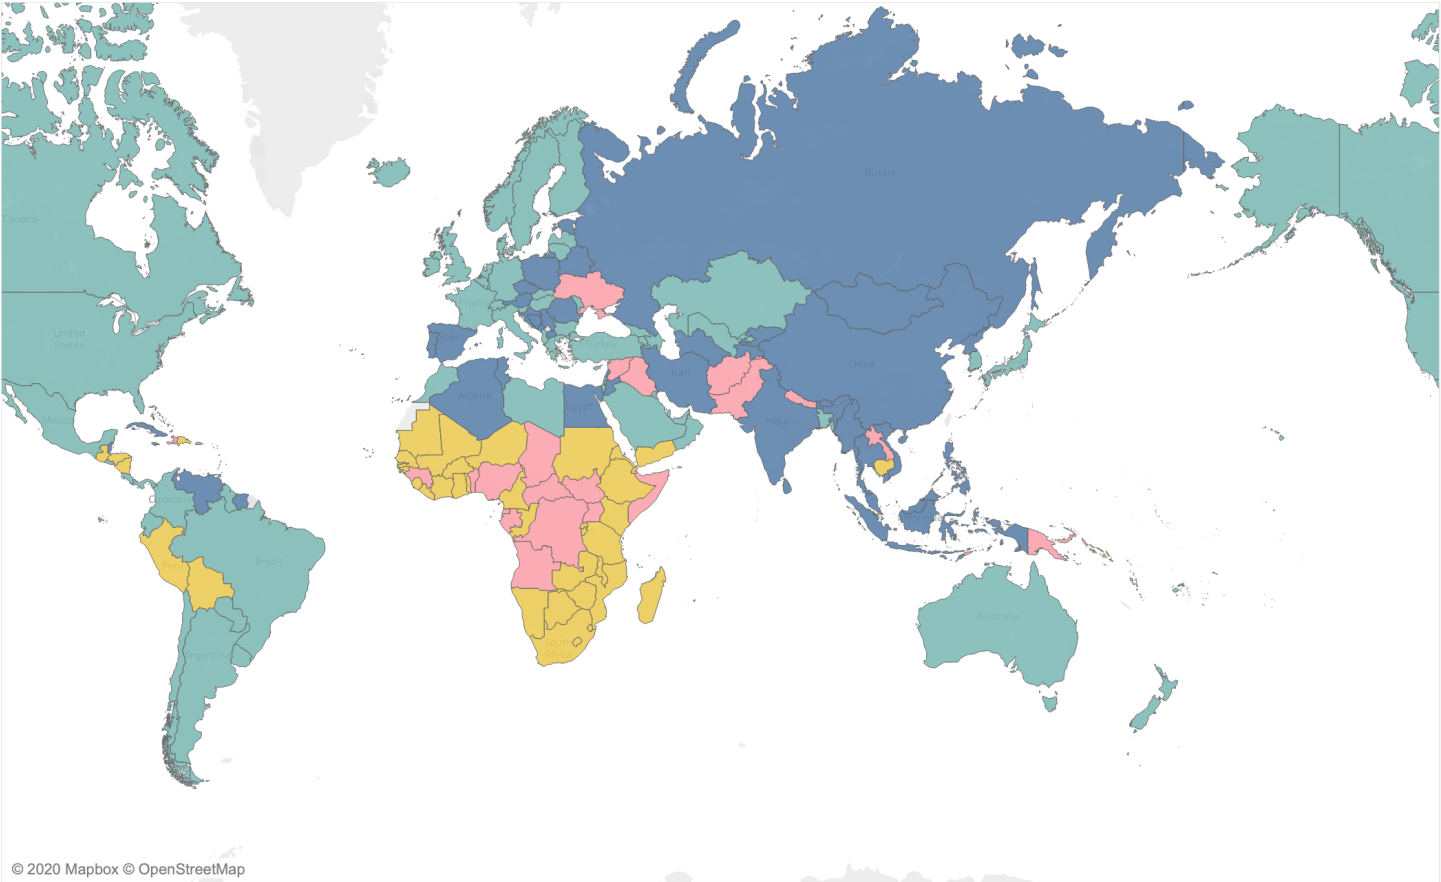 Russia
Canada
United
States
France
Spain
Turkey
Iran
China
Algeria
Egypt
India
Mexico
Colombia
Indonesia
Peru
Brazil
Australia
Argentina
South
Africa
© 2020 Mapbox © OpenStreetMap